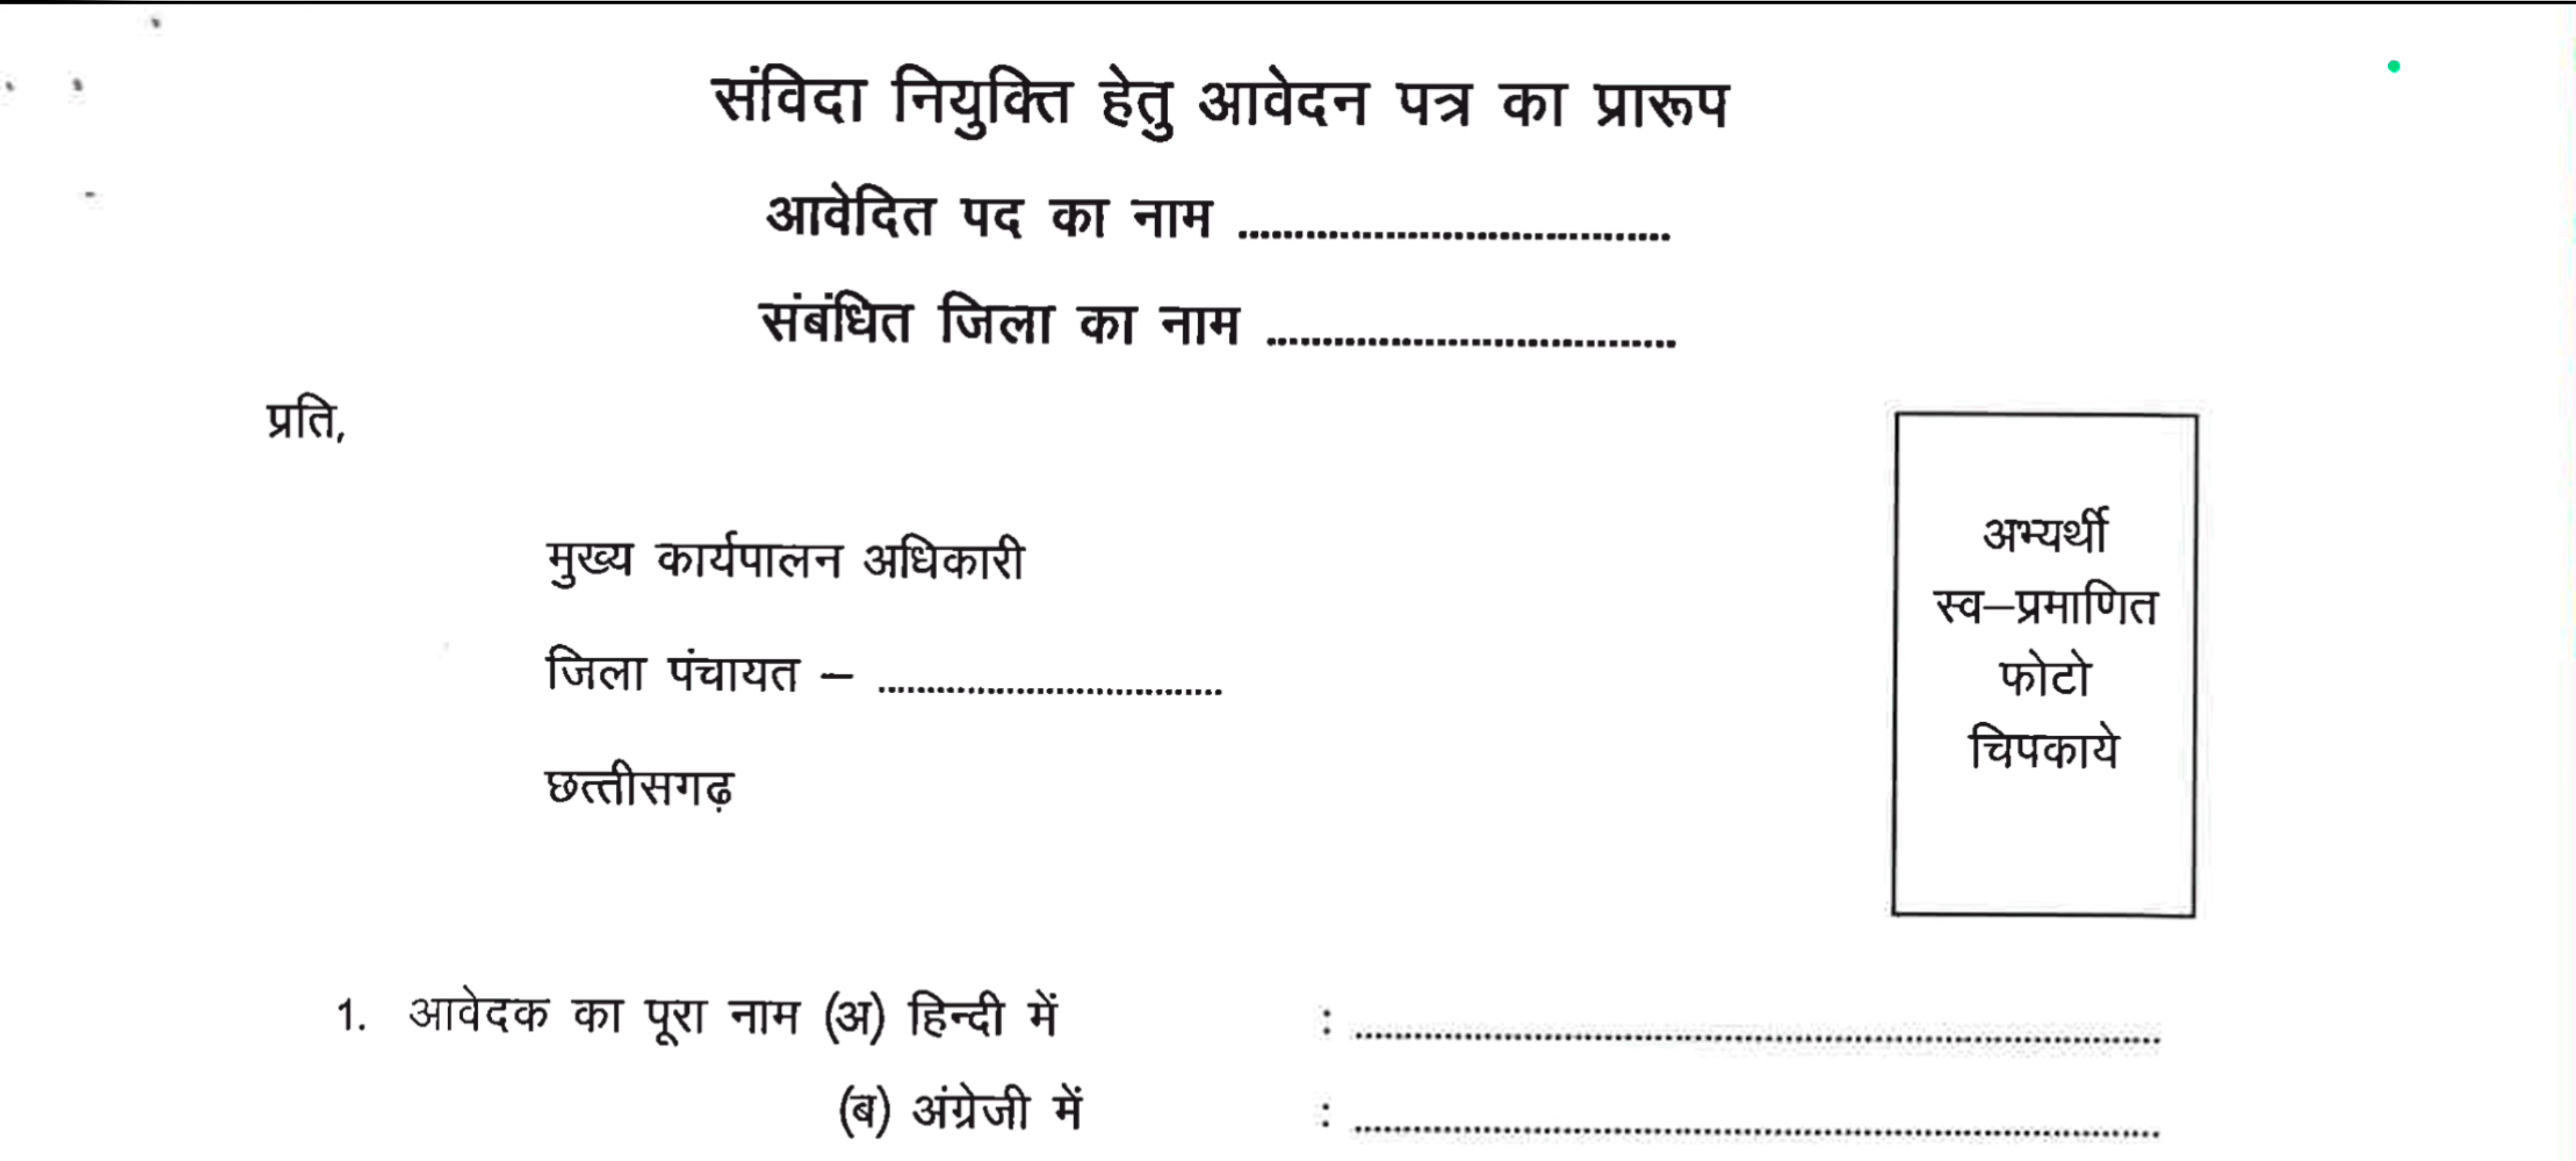 संविदा नियुक्ति हेतु आवेदन पत्र का प्रारूप
आवेदित पद का नाम .......................................
संबंधित जिला का नाम .....................................
प्रति,
मुख्य कार्यपालन अधिकारी
जिला पंचायत – ...................................
छत्तीसगढ़
अभ्यर्थी
स्व–प्रमाणित
फोटो
चिपकाये
1. आवेदक का पूरा नाम (अ) हिन्दी में : ......................................................................
(ब) अंग्रेजी में : ......................................................................